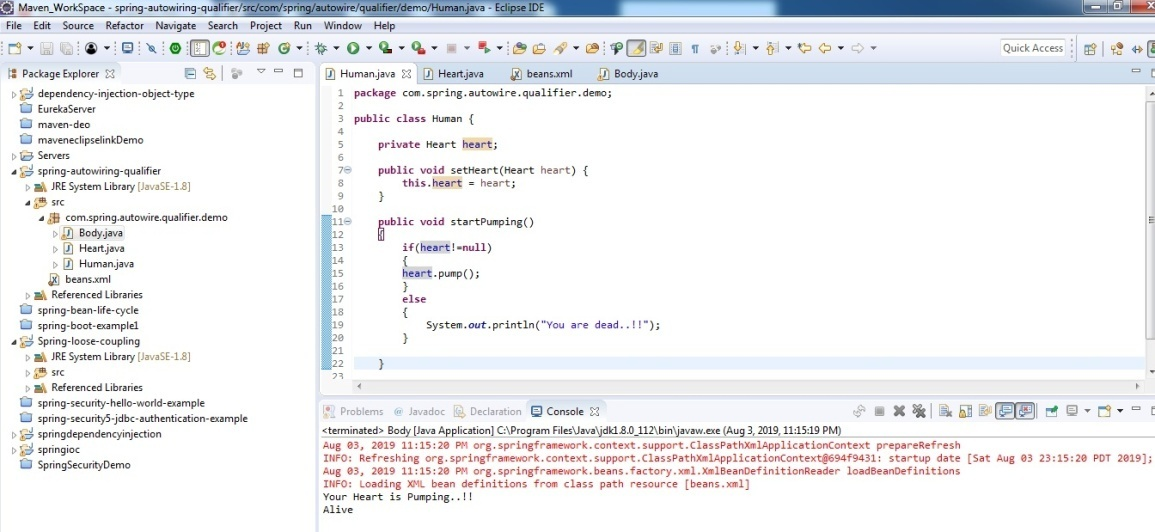 Maven_WorkSpace - spring-autowiring-qualifier/src/com/spring/autowire/qualifier/demo/Human.java - Eclipse IDE
File Edit Source Refactor Navigate Search Project Run Window Help
Quick Access
Package Explorer
dependency-injection-object-type
EurekaServer
maven-deo
maveneclipselinkDemo
Servers
spring-autowiring-qualifier
JRE System Library [JavaSE-1.8]
src
com.spring.autowire.qualifier.demo
Body.java
Heart.java
Human.java
beans.xml
Referenced Libraries
spring-bean-life-cycle
spring-boot-example1
Spring-loose-coupling
JRE System Library [JavaSE-1.8]
src
Referenced Libraries
spring-security-hello-world-example
spring-security5-jdbc-authentication-example
springdependencyinjection
springioc
SpringSecurityDemo
Human.java Heart.java beans.xml Body.java
1 package com.spring.autowire.qualifier.demo;
2
3 public class Human {
4
5 private Heart heart;
6
7 public void setHeart(Heart heart) {
8 this.heart = heart;
9 }
10
11 public void startPumping()
12 {
13 if(heart!=null)
14 {
15 heart.pump();
16 }
17 else
18 {
19 System.out.println("You are dead..!!");
20 }
21
22 }
23
Problems @ Javadoc Declaration Console
<terminated> Body [Java Application] C:\Program Files\Java\jdk1.8.0_112\bin\javaw.exe (Aug 3, 2019, 11:15:19 PM)
Aug 03, 2019 11:15:20 PM org.springframework.context.support.ClassPathXmlApplicationContext prepareRefresh
INFO: Refreshing org.springframework.context.support.ClassPathXmlApplicationContext@694f9431: startup date [Sat Aug 03 23:15:20 PDT 2019];
Aug 03, 2019 11:15:20 PM org.springframework.beans.factory.xml.XmlBeanDefinitionReader loadBeanDefinitions
INFO: Loading XML bean definitions from class path resource [beans.xml]
Your Heart is Pumping..!!
Alive